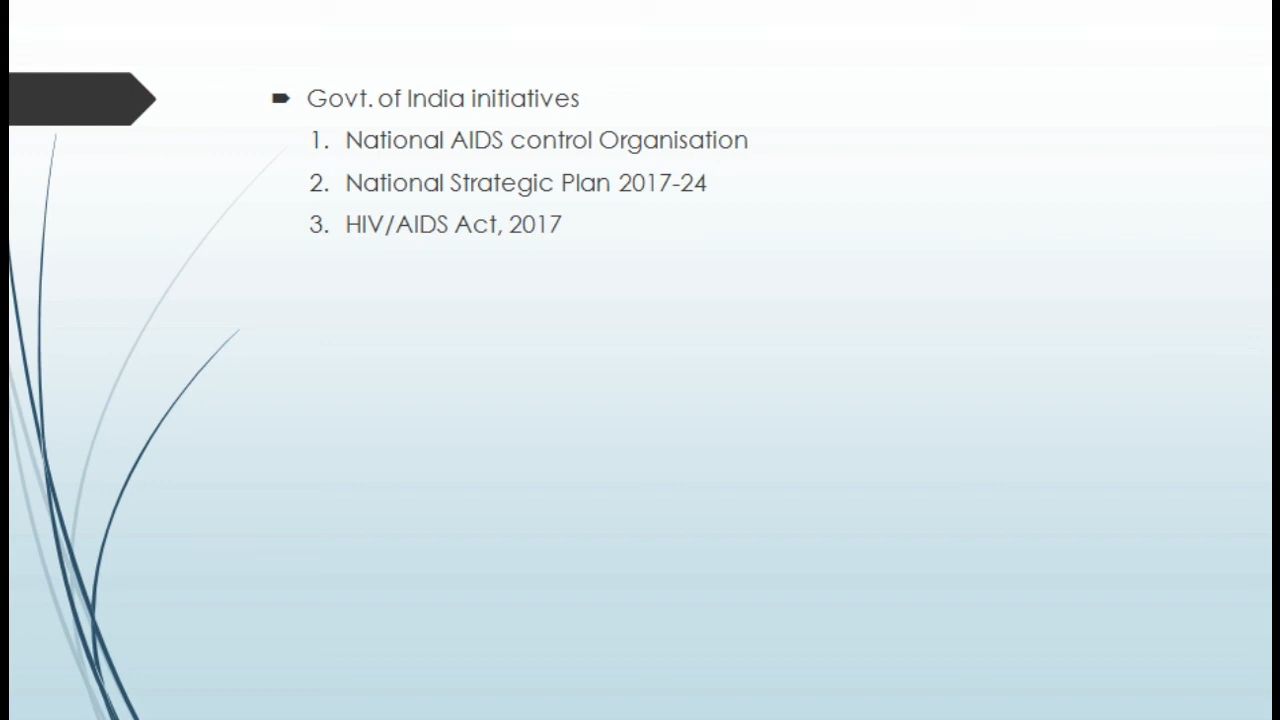 Govt. of India initiatives
1. National AIDS control Organisation
2. National Strategic Plan 2017-24
3. HIV/AIDS Act, 2017